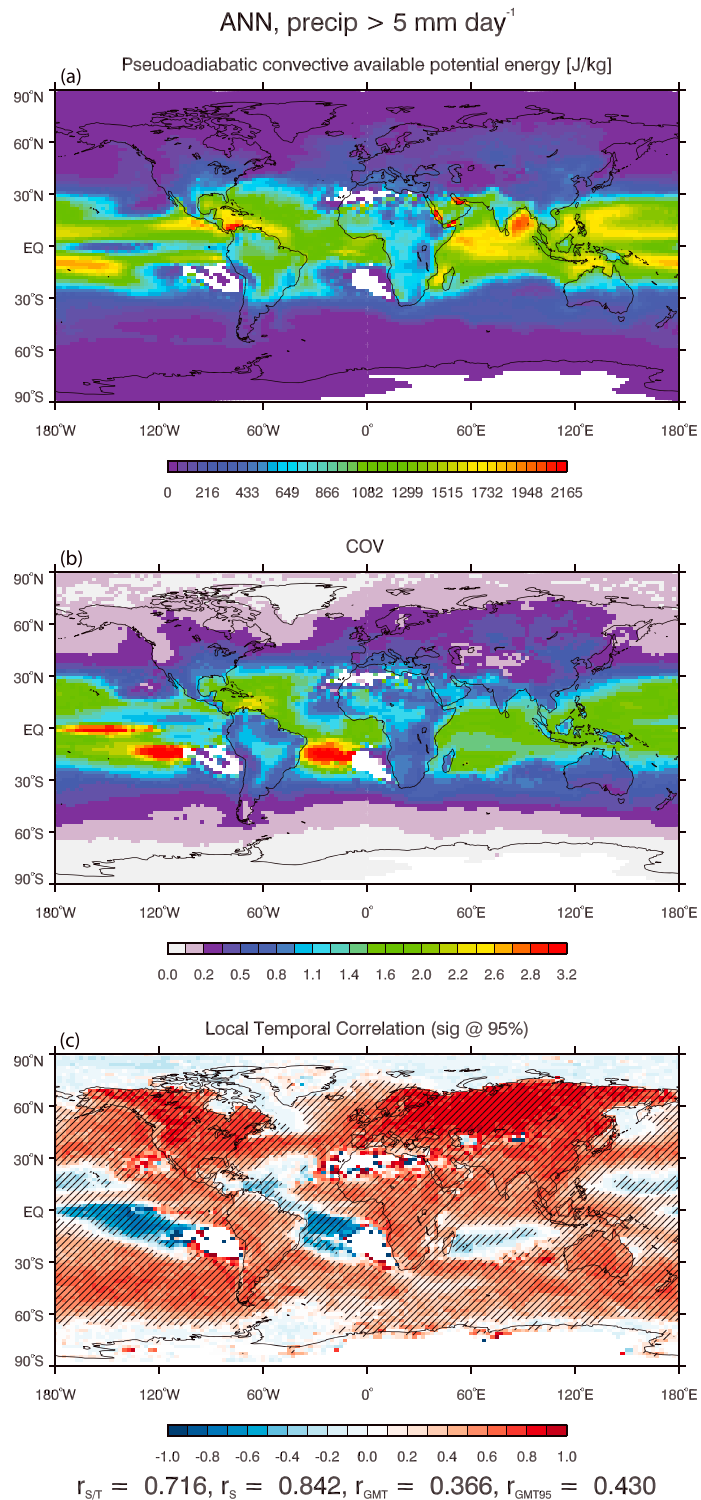 ANN, precip > 5 mm day⁻¹
(a)
Pseudoadiabatic convective available potential energy [J/kg]
90°N
60°N
30°N
EQ
30°S
60°S
90°S
180°W 120°W 60°W 0° 60°E 120°E 180°E
0 216 433 649 866 1082 1299 1515 1732 1948 2165
(b)
COV
90°N
60°N
30°N
EQ
30°S
60°S
90°S
180°W 120°W 60°W 0° 60°E 120°E 180°E
0.0 0.2 0.5 0.8 1.1 1.4 1.6 2.0 2.2 2.6 2.8 3.2
(c)
Local Temporal Correlation (sig @ 95%)
90°N
60°N
30°N
EQ
30°S
60°S
90°S
180°W 120°W 60°W 0° 60°E 120°E 180°E
-1.0 -0.8 -0.6 -0.4 -0.2 0.0 0.2 0.4 0.6 0.8 1.0
r_S/T = 0.716, r_S = 0.842, r_GMT = 0.366, r_GMT95 = 0.430